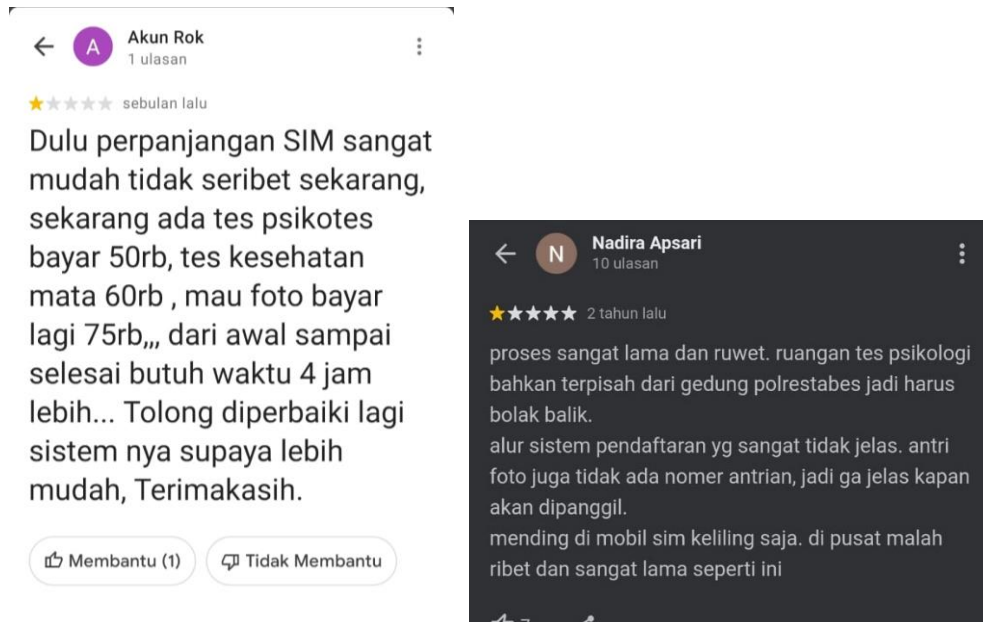 A
Akun Rok
1 ulasan
sebulan lalu
Dulu perpanjangan SIM sangat
mudah tidak seribet sekarang,
sekarang ada tes psikotes
bayar 50rb, tes kesehatan
mata 60rb , mau foto bayar
lagi 75rb,,, dari awal sampai
selesai butuh waktu 4 jam
lebih... Tolong diperbaiki lagi
sistem nya supaya lebih
mudah, Terimakasih.
Membantu (1)
Tidak Membantu
N
Nadira Apsari
10 ulasan
2 tahun lalu
proses sangat lama dan ruwet. ruangan tes psikologi
bahkan terpisah dari gedung polrestabes jadi harus
bolak balik.
alur sistem pendaftaran yg sangat tidak jelas. antri
foto juga tidak ada nomer antrian, jadi ga jelas kapan
akan dipanggil.
mending di mobil sim keliling saja. di pusat malah
ribet dan sangat lama seperti ini